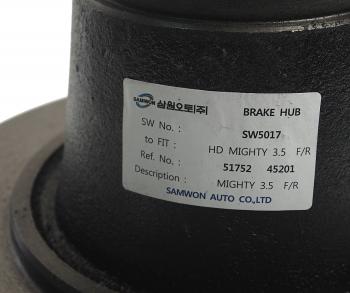 SAMWON 삼원오토(주) BRAKE HUB
SW No. : SW5017
to FIT : HD MIGHTY 3.5 F/R
Ref. No. : 51752 45201
Description : MIGHTY 3.5 F/R
SAMWON AUTO CO.,LTD